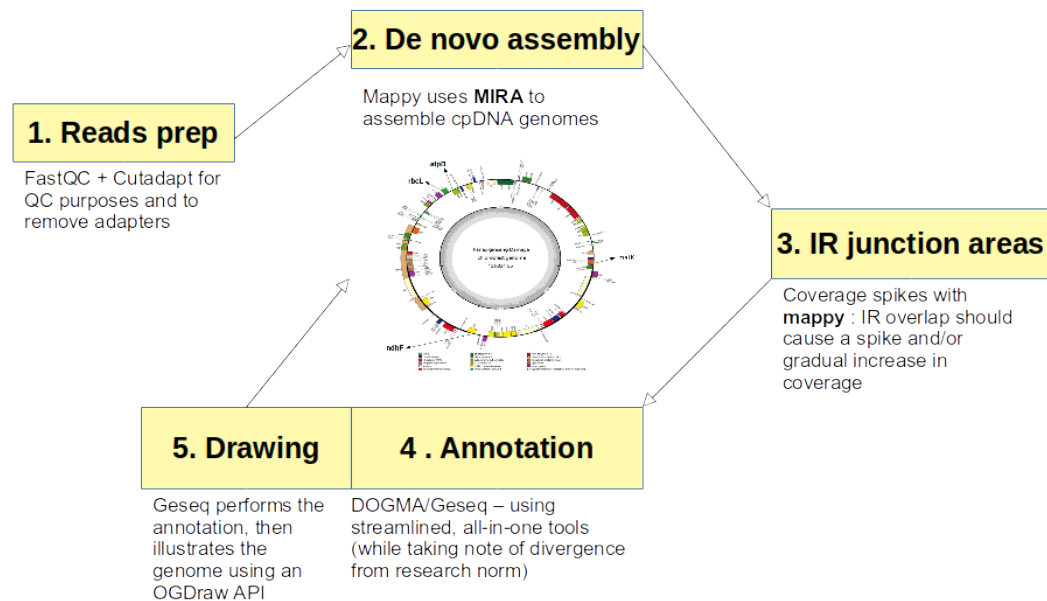 2. De novo assembly
Mappy uses MIRA to
assemble cpDNA genomes
1. Reads prep
FastQC + Cutadapt for
QC purposes and to
remove adapters
atpB
rbcL
matK
ndhF
chloroplast genome
3. IR junction areas
Coverage spikes with
mappy : IR overlap should
cause a spike and/or
gradual increase in
coverage
5. Drawing
Geseq performs the
annotation, then
illustrates the
genome using an
OGDraw API
4 . Annotation
DOGMA/Geseq – using
streamlined, all-in-one tools
(while taking note of divergence
from research norm)